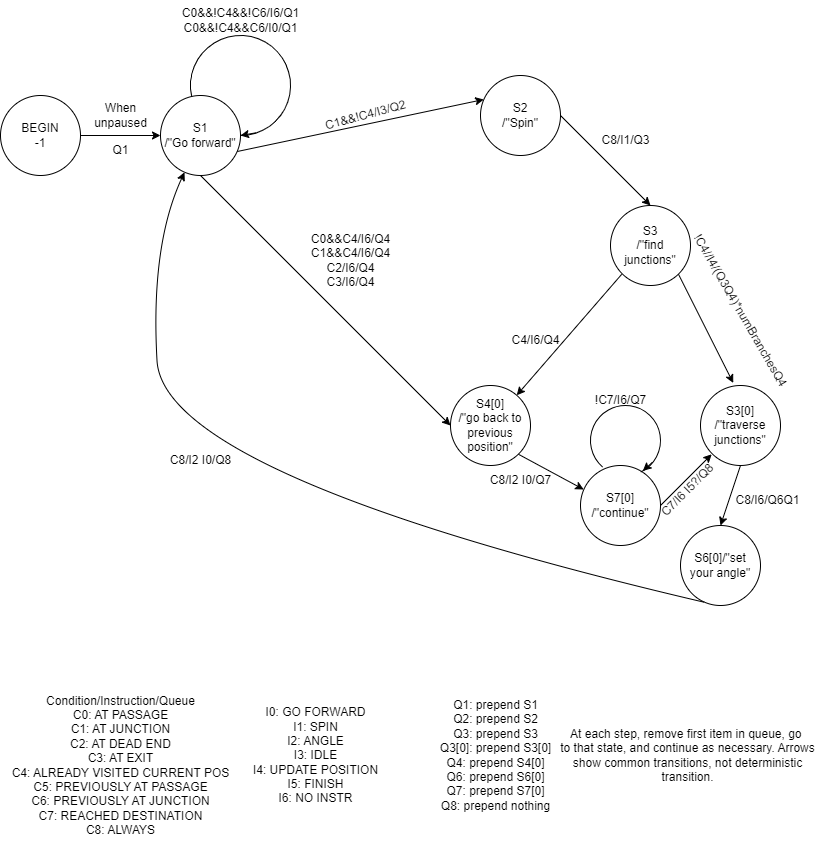 C0&&!C4&&!C6/I6/Q1
C0&&!C4&&C6/I0/Q1
BEGIN
-1
When
unpaused
Q1
S1
/"Go forward"
C1&&!C4/I3/Q2
S2
/"Spin"
C8/I1/Q3
S3
/"find
junctions"
!C4//I4/(Q3Q4)*numBranchesQ4
C0&&C4/I6/Q4
C1&&C4/I6/Q4
C2/I6/Q4
C3/I6/Q4
C4/I6/Q4
S4[0]
/"go back to
previous
position"
!C7/I6/Q7
S3[0]
/"traverse
junctions"
C8/I2 I0/Q8
C8/I2 I0/Q7
S7[0]
/"continue"
C7/I6 I5?/Q8
C8/I6/Q6Q1
S6[0]/"set
your angle"
Condition/Instruction/Queue
C0: AT PASSAGE
C1: AT JUNCTION
C2: AT DEAD END
C3: AT EXIT
C4: ALREADY VISITED CURRENT POS
C5: PREVIOUSLY AT PASSAGE
C6: PREVIOUSLY AT JUNCTION
C7: REACHED DESTINATION
C8: ALWAYS
I0: GO FORWARD
I1: SPIN
I2: ANGLE
I3: IDLE
I4: UPDATE POSITION
I5: FINISH
I6: NO INSTR
Q1: prepend S1
Q2: prepend S2
Q3: prepend S3
Q3[0]: prepend S3[0]
Q4: prepend S4[0]
Q6: prepend S6[0]
Q7: prepend S7[0]
Q8: prepend nothing
At each step, remove first item in queue, go
to that state, and continue as necessary. Arrows
show common transitions, not deterministic
transition.